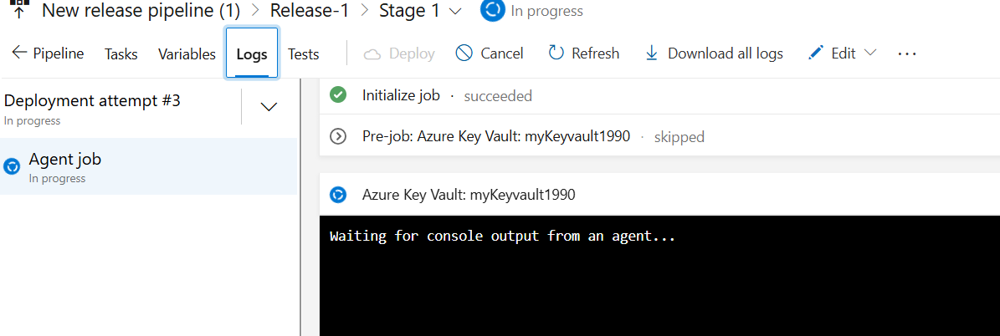 New release pipeline (1) > Release-1 > Stage 1 In progress
Pipeline Tasks Variables Logs Tests Deploy Cancel Refresh Download all logs Edit ...
Deployment attempt #3
In progress
Agent job
In progress
Initialize job · succeeded
Pre-job: Azure Key Vault: myKeyvault1990 · skipped
Azure Key Vault: myKeyvault1990
Waiting for console output from an agent...